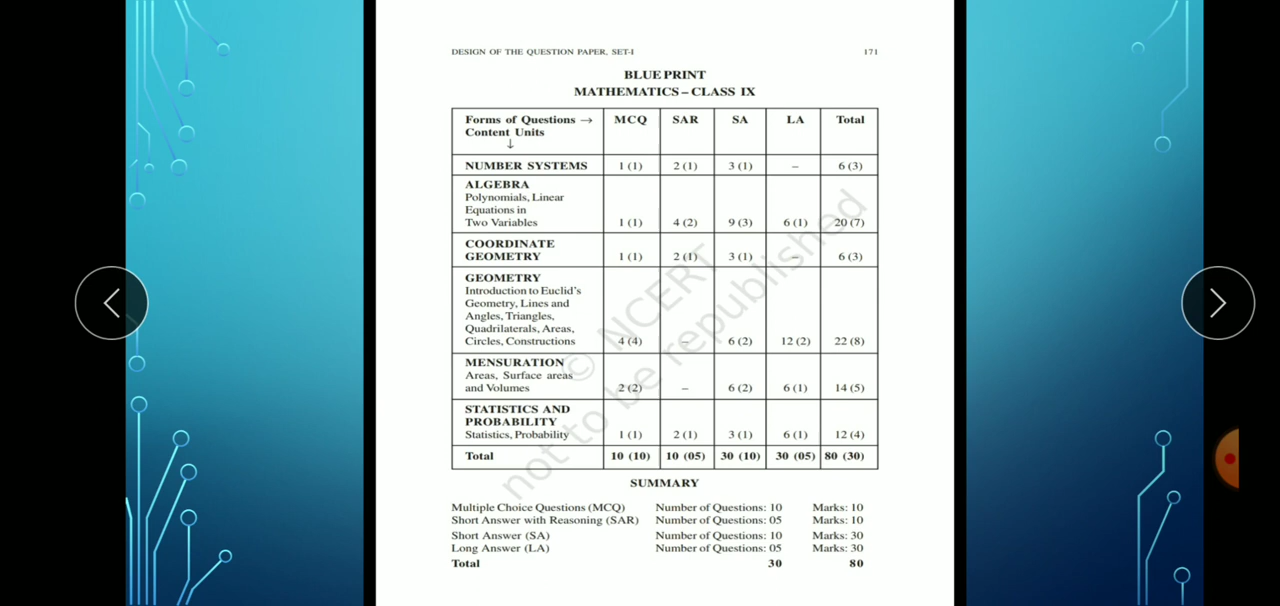 DESIGN OF THE QUESTION PAPER, SET-I 171
BLUE PRINT
MATHEMATICS – CLASS IX
Forms of Questions → MCQ SAR SA LA Total
Content Units
↓
NUMBER SYSTEMS 1 (1) 2 (1) 3 (1) – 6 (3)
ALGEBRA
Polynomials, Linear
Equations in
Two Variables 1 (1) 4 (2) 9 (3) 6 (1) 20 (7)
COORDINATE
GEOMETRY 1 (1) 2 (1) 3 (1) – 6 (3)
GEOMETRY
Introduction to Euclid's
Geometry, Lines and
Angles, Triangles,
Quadrilaterals, Areas,
Circles, Constructions 4 (4) – 6 (2) 12 (2) 22 (8)
MENSURATION
Areas, Surface areas
and Volumes 2 (2) – 6 (2) 6 (1) 14 (5)
STATISTICS AND
PROBABILITY
Statistics, Probability 1 (1) 2 (1) 3 (1) 6 (1) 12 (4)
Total 10 (10) 10 (05) 30 (10) 30 (05) 80 (30)
© NCERT
not to be republished
SUMMARY
Multiple Choice Questions (MCQ) Number of Questions: 10 Marks: 10
Short Answer with Reasoning (SAR) Number of Questions: 05 Marks: 10
Short Answer (SA) Number of Questions: 10 Marks: 30
Long Answer (LA) Number of Questions: 05 Marks: 30
Total 30 80